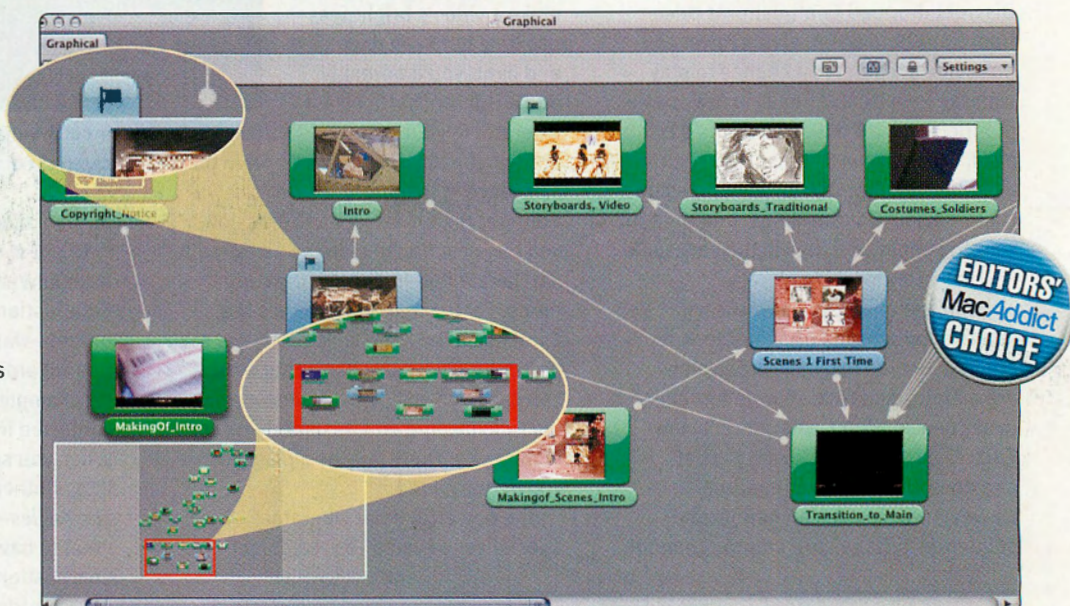 Graphical
Graphical
Settings
Copyright_Notice
Intro
Storyboards, Video
Storyboards_Traditional
Costumes_Soldiers
EDITORS'
MacAddict
CHOICE
Scenes 1 First Time
s
MakingOf_Intro
Makingof_Scenes_Intro
Transition_to_Main